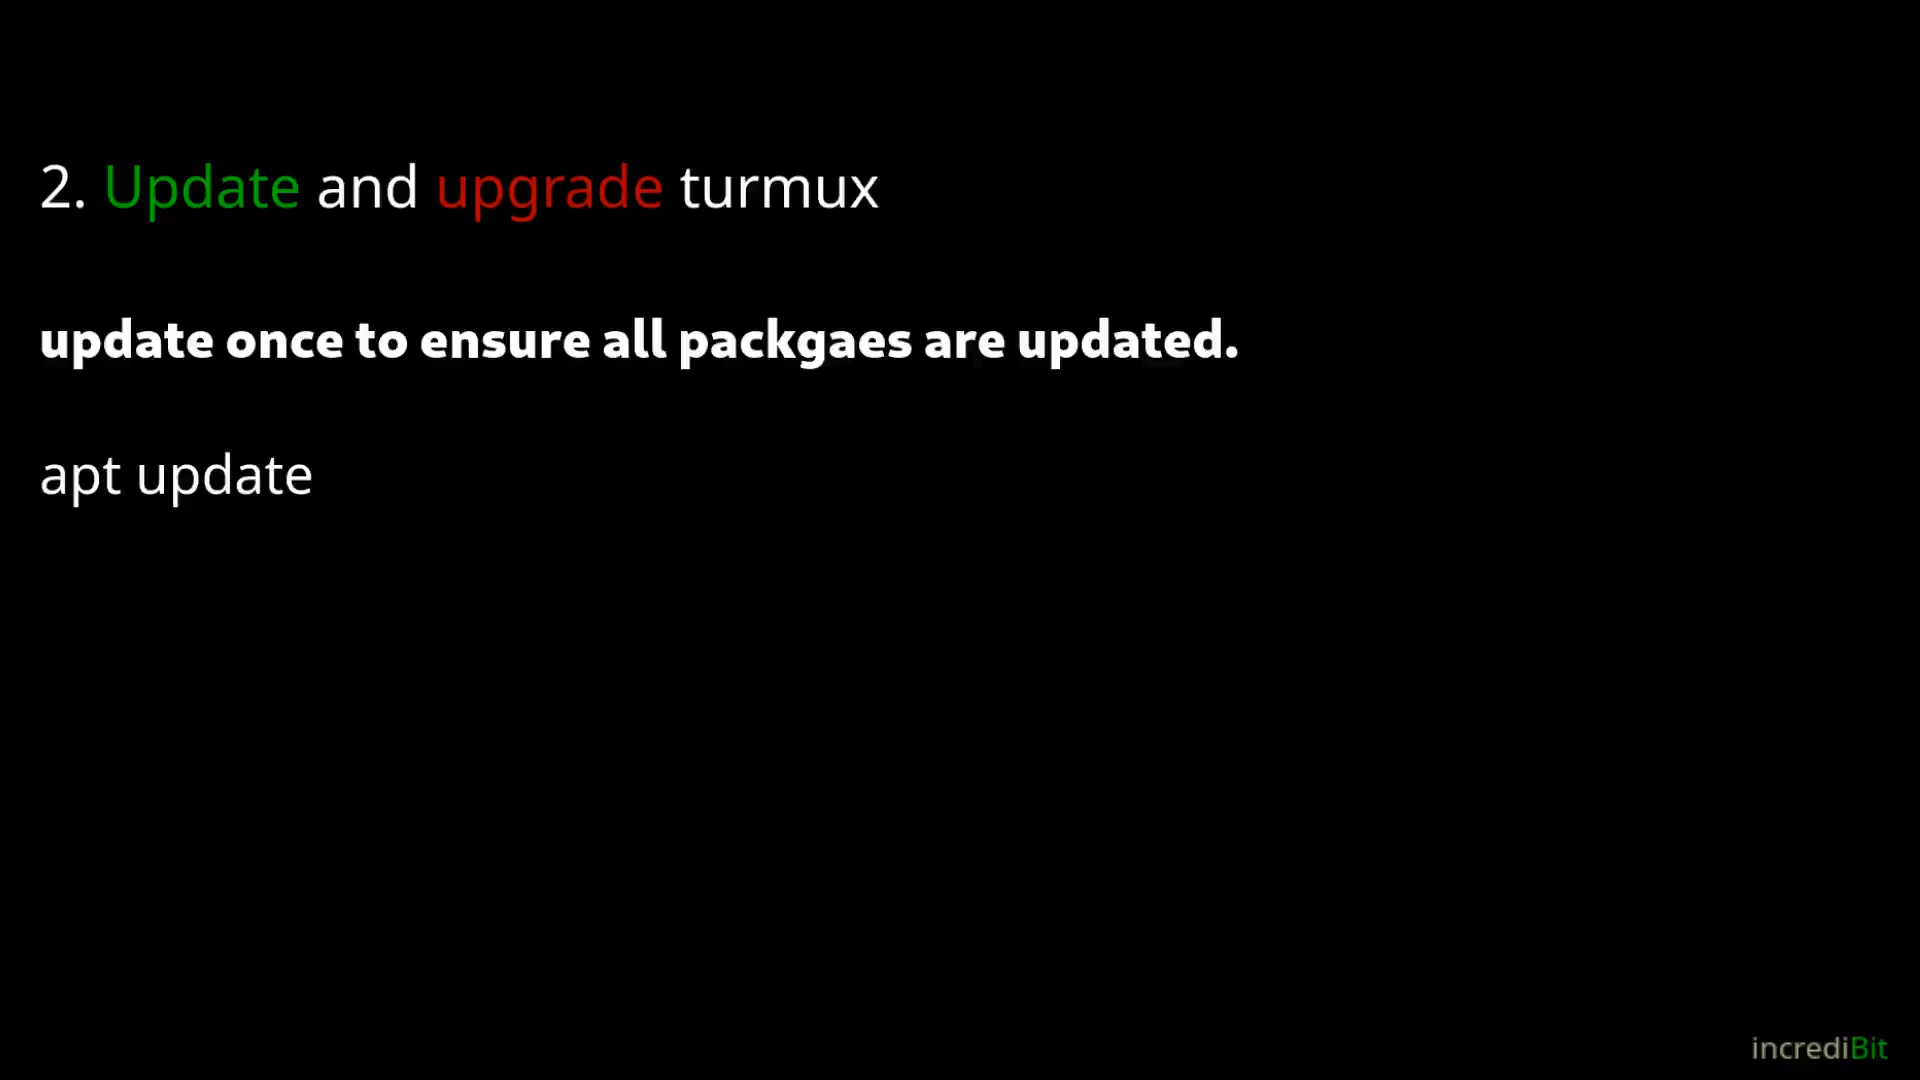 2. Update and upgrade turmux
update once to ensure all packgaes are updated.
apt update
incrediBit